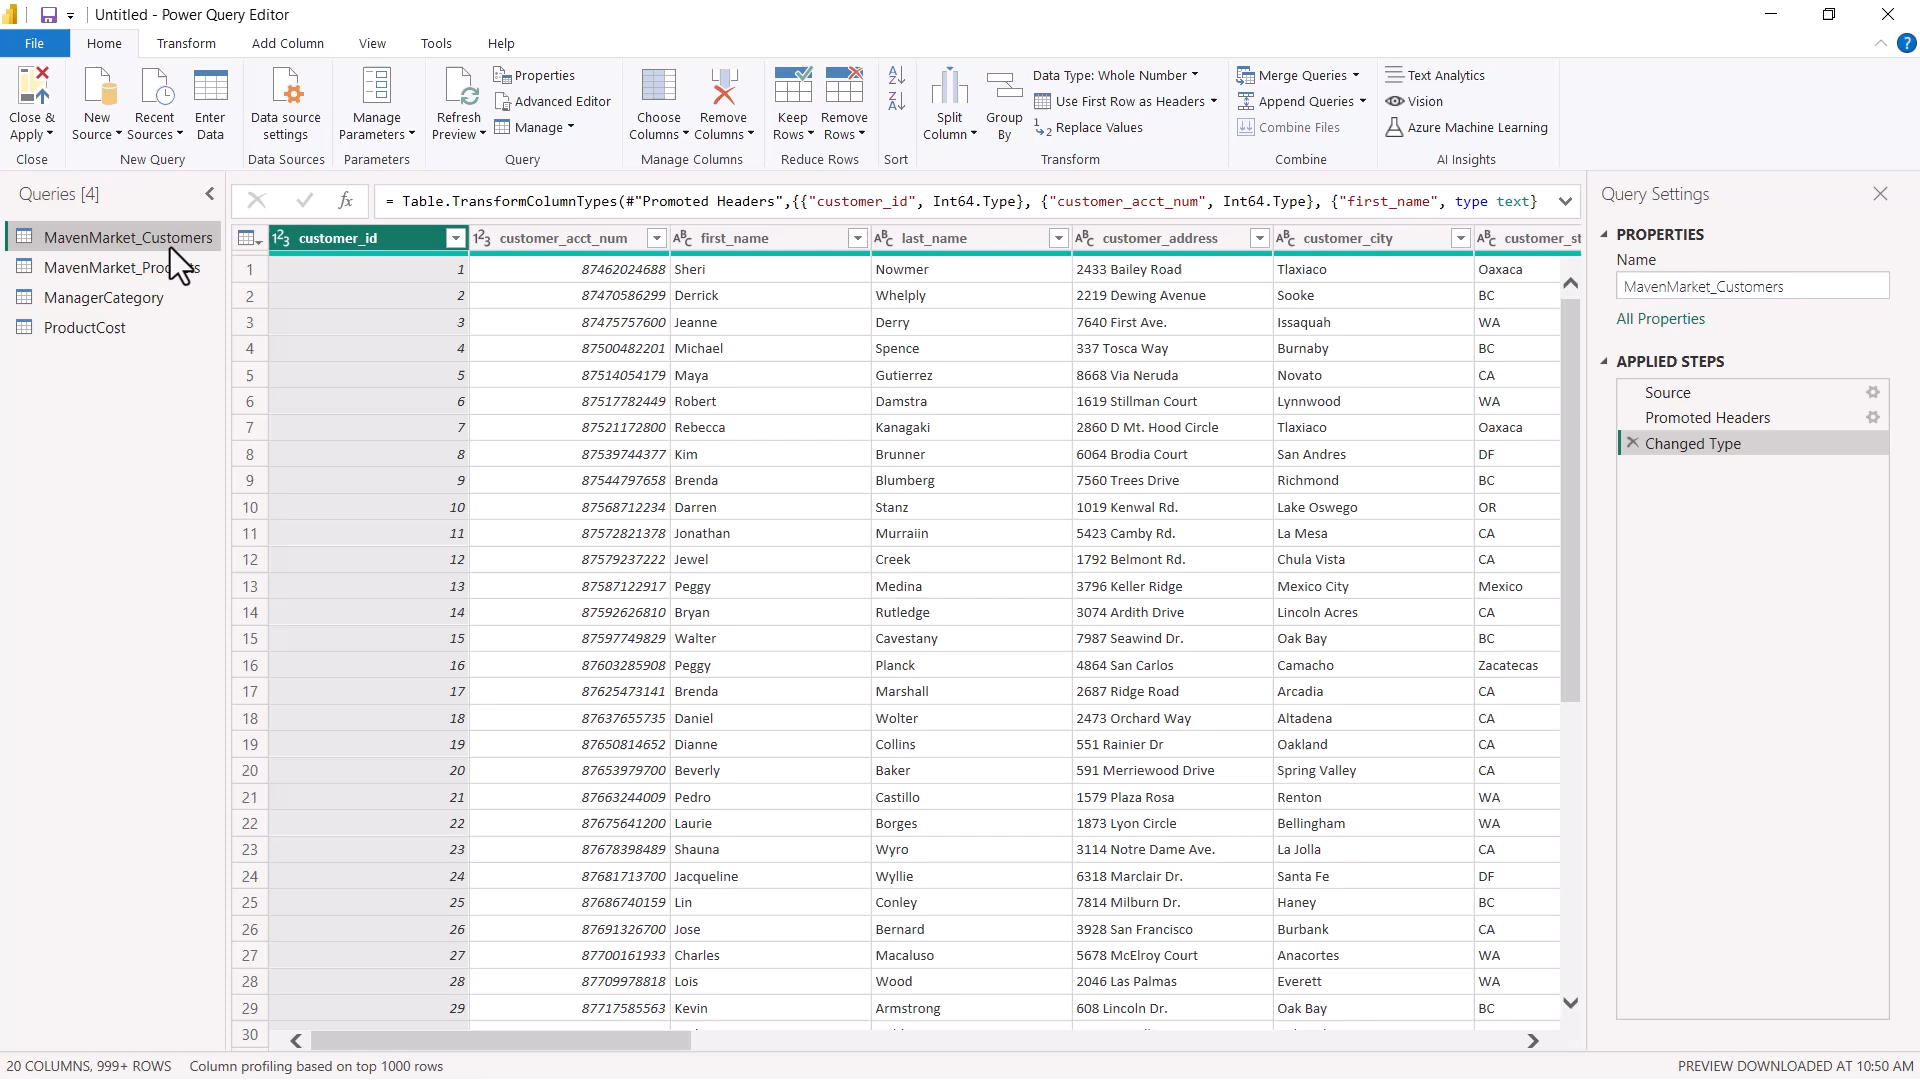 Untitled - Power Query Editor
File Home Transform Add Column View Tools Help
Close & Apply
New Source
Recent Sources
Enter Data
Data source settings
Manage Parameters
Refresh Preview
Properties
Advanced Editor
Manage
Choose Columns
Remove Columns
Keep Rows
Remove Rows
Split Column
Group By
Data Type: Whole Number
Use First Row as Headers
Replace Values
Merge Queries
Append Queries
Combine Files
Text Analytics
Vision
Azure Machine Learning
Close New Query Data Sources Parameters Query Manage Columns Reduce Rows Sort Transform Combine AI Insights
Queries [4]
MavenMarket_Customers
ManagerCategory
ProductCost
fx = Table.TransformColumnTypes(#"Promoted Headers",{{"customer_id", Int64.Type}, {"customer_acct_num", Int64.Type}, {"first_name", type text}
customer_id customer_acct_num first_name last_name customer_address customer_city customer_st
1 1 87462024688 Sheri Nowmer 2433 Bailey Road Tlaxiaco Oaxaca
2 2 87470586299 Derrick Whelply 2219 Dewing Avenue Sooke BC
3 3 87475757600 Jeanne Derry 7640 First Ave. Issaquah WA
4 4 87500482201 Michael Spence 337 Tosca Way Burnaby BC
5 5 87514054179 Maya Gutierrez 8668 Via Neruda Novato CA
6 6 87517782449 Robert Damstra 1619 Stillman Court Lynnwood WA
7 7 87521172800 Rebecca Kanagaki 2860 D Mt. Hood Circle Tlaxiaco Oaxaca
8 8 87539744377 Kim Brunner 6064 Brodia Court San Andres DF
9 9 87544797658 Brenda Blumberg 7560 Trees Drive Richmond BC
10 10 87568712234 Darren Stanz 1019 Kenwal Rd. Lake Oswego OR
11 11 87572821378 Jonathan Murraiin 5423 Camby Rd. La Mesa CA
12 12 87579237222 Jewel Creek 1792 Belmont Rd. Chula Vista CA
13 13 87587122917 Peggy Medina 3796 Keller Ridge Mexico City Mexico
14 14 87592626810 Bryan Rutledge 3074 Ardith Drive Lincoln Acres CA
15 15 87597749829 Walter Cavestany 7987 Seawind Dr. Oak Bay BC
16 16 87603285908 Peggy Planck 4864 San Carlos Camacho Zacatecas
17 17 87625473141 Brenda Marshall 2687 Ridge Road Arcadia CA
18 18 87637655735 Daniel Wolter 2473 Orchard Way Altadena CA
19 19 87650814652 Dianne Collins 551 Rainier Dr Oakland CA
20 20 87653979700 Beverly Baker 591 Merriewood Drive Spring Valley CA
21 21 87663244009 Pedro Castillo 1579 Plaza Rosa Renton WA
22 22 87675641200 Laurie Borges 1873 Lyon Circle Bellingham WA
23 23 87678398489 Shauna Wyro 3114 Notre Dame Ave. La Jolla CA
24 24 87681713700 Jacqueline Wyllie 6318 Marclair Dr. Santa Fe DF
25 25 87686740159 Lin Conley 7814 Milburn Dr. Haney BC
26 26 87691326700 Jose Bernard 3928 San Francisco Burbank CA
27 27 87700161933 Charles Macaluso 5678 McElroy Court Anacortes WA
28 28 87709978818 Lois Wood 2046 Las Palmas Everett WA
29 29 87717585563 Kevin Armstrong 608 Lincoln Dr. Oak Bay BC
30
Query Settings
PROPERTIES
Name
MavenMarket_Customers
All Properties
APPLIED STEPS
Source
Promoted Headers
Changed Type
20 COLUMNS, 999+ ROWS Column profiling based on top 1000 rows PREVIEW DOWNLOADED AT 10:50 AM